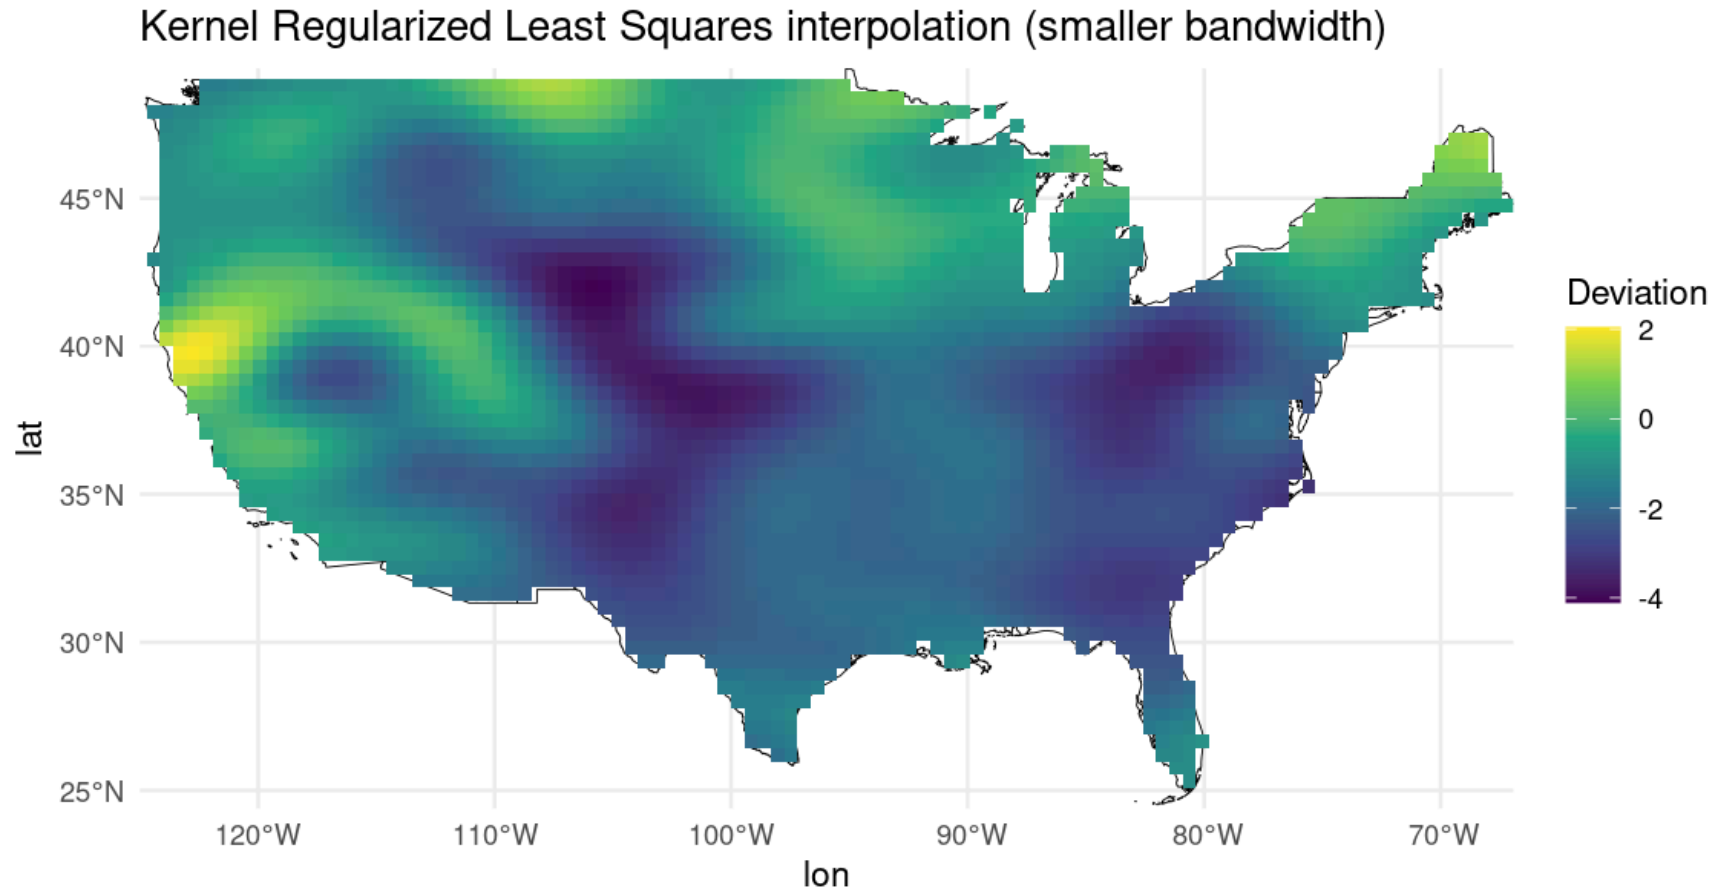 Kernel Regularized Least Squares interpolation (smaller bandwidth)
lat
45°N
40°N
35°N
30°N
25°N
120°W
110°W
100°W
90°W
80°W
70°W
lon
Deviation
2
0
-2
-4